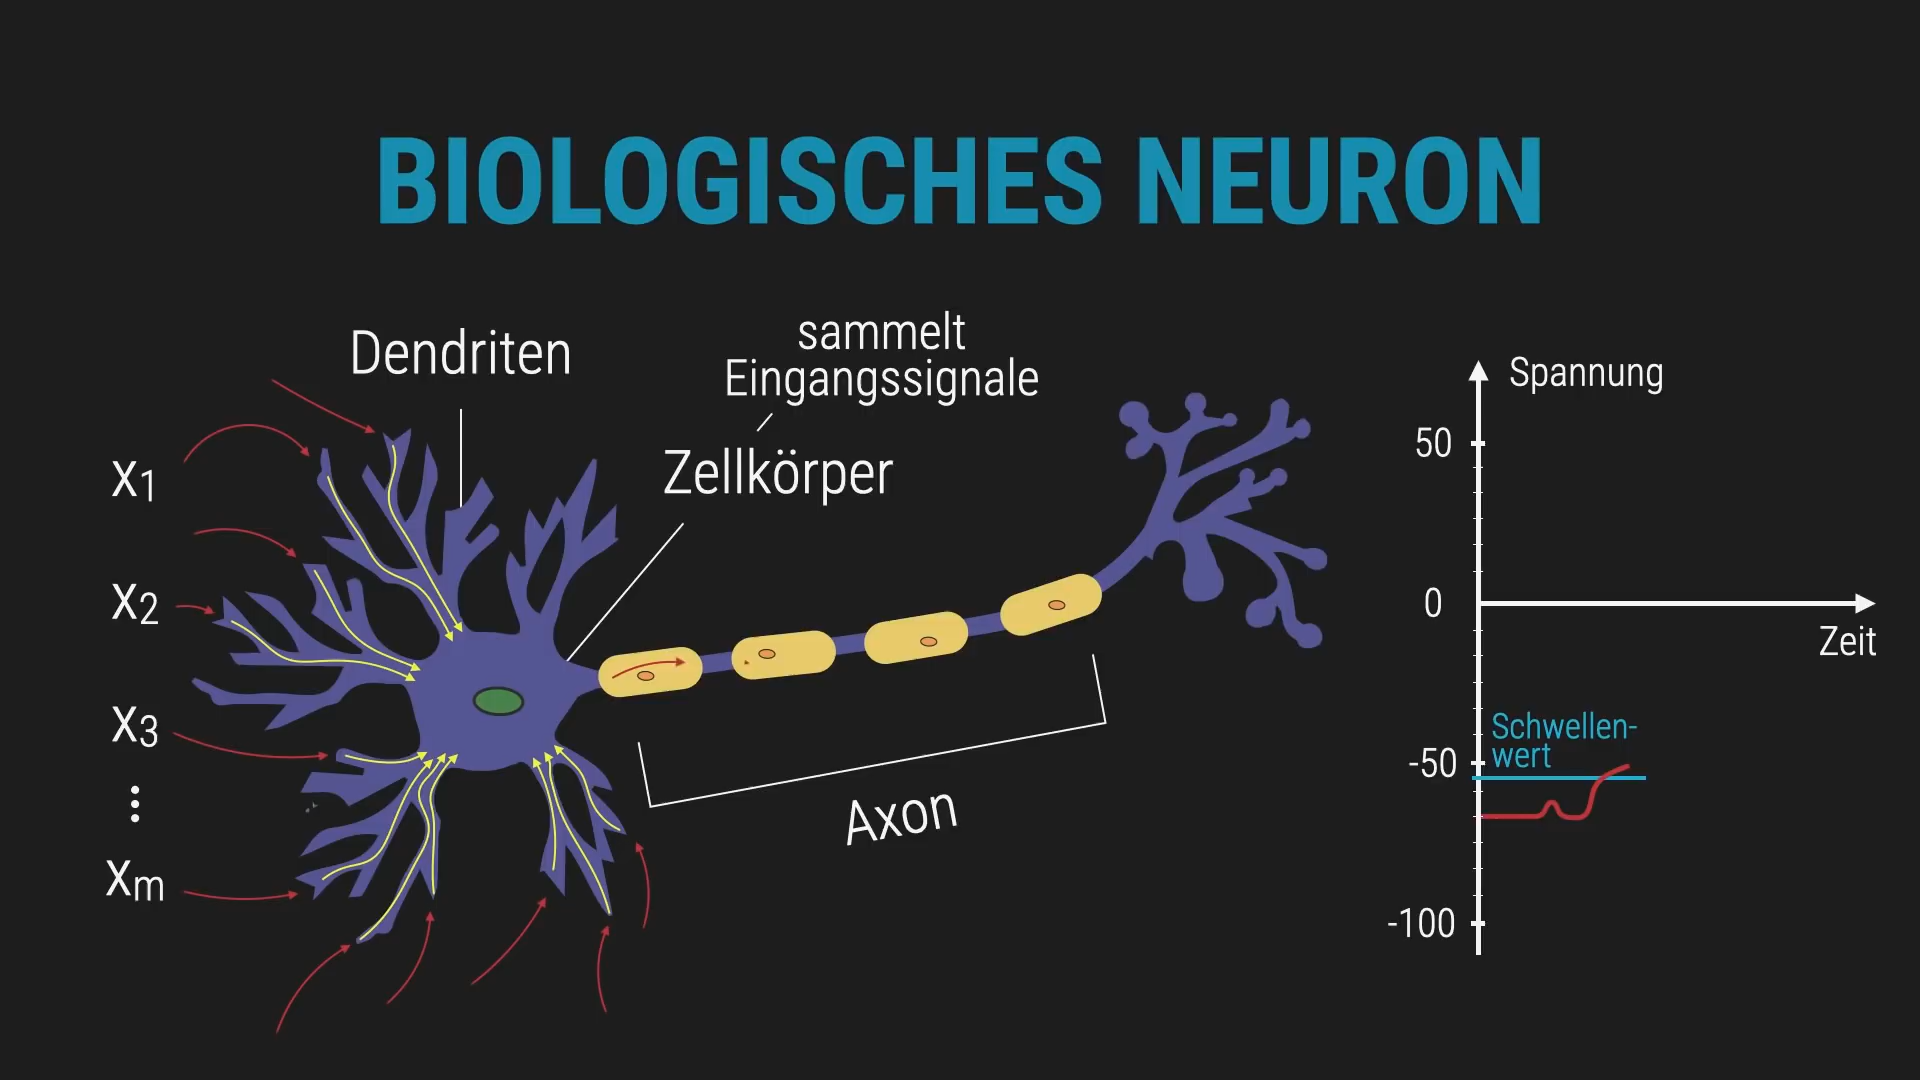 BIOLOGISCHES NEURON
Dendriten
sammelt
Eingangssignale
Zellkörper
X1
X2
X3
⋮
Xm
Axon
Spannung
50
0
Zeit
Schwellen-
wert
-50
-100